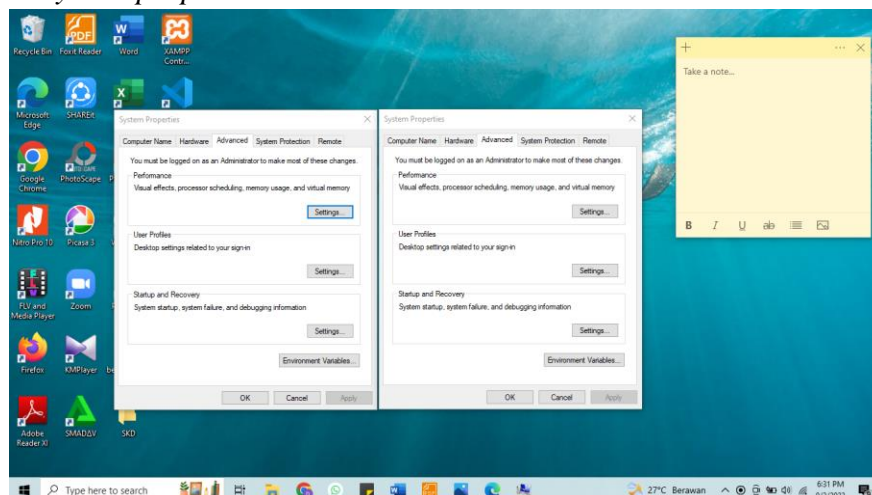 Recycle Bin
Foxit Reader
Word
XAMPP
Contr...
Microsoft
Edge
SHAREit
Google
Chrome
PhotoScape
Nitro Pro 10
Picasa 3
FLV and
Media Player
Zoom
Firefox
KMPlayer
Adobe
Reader XI
SMADAV
SKD
System Properties
Computer Name Hardware Advanced System Protection Remote
You must be logged on as an Administrator to make most of these changes.
Performance
Visual effects, processor scheduling, memory usage, and virtual memory
Settings...
User Profiles
Desktop settings related to your sign-in
Settings...
Startup and Recovery
System startup, system failure, and debugging information
Settings...
Environment Variables...
OK Cancel Apply
System Properties
Computer Name Hardware Advanced System Protection Remote
You must be logged on as an Administrator to make most of these changes.
Performance
Visual effects, processor scheduling, memory usage, and virtual memory
Settings...
User Profiles
Desktop settings related to your sign-in
Settings...
Startup and Recovery
System startup, system failure, and debugging information
Settings...
Environment Variables...
OK Cancel Apply
Take a note...
B I U ab
Type here to search
27°C Berawan
6:31 PM